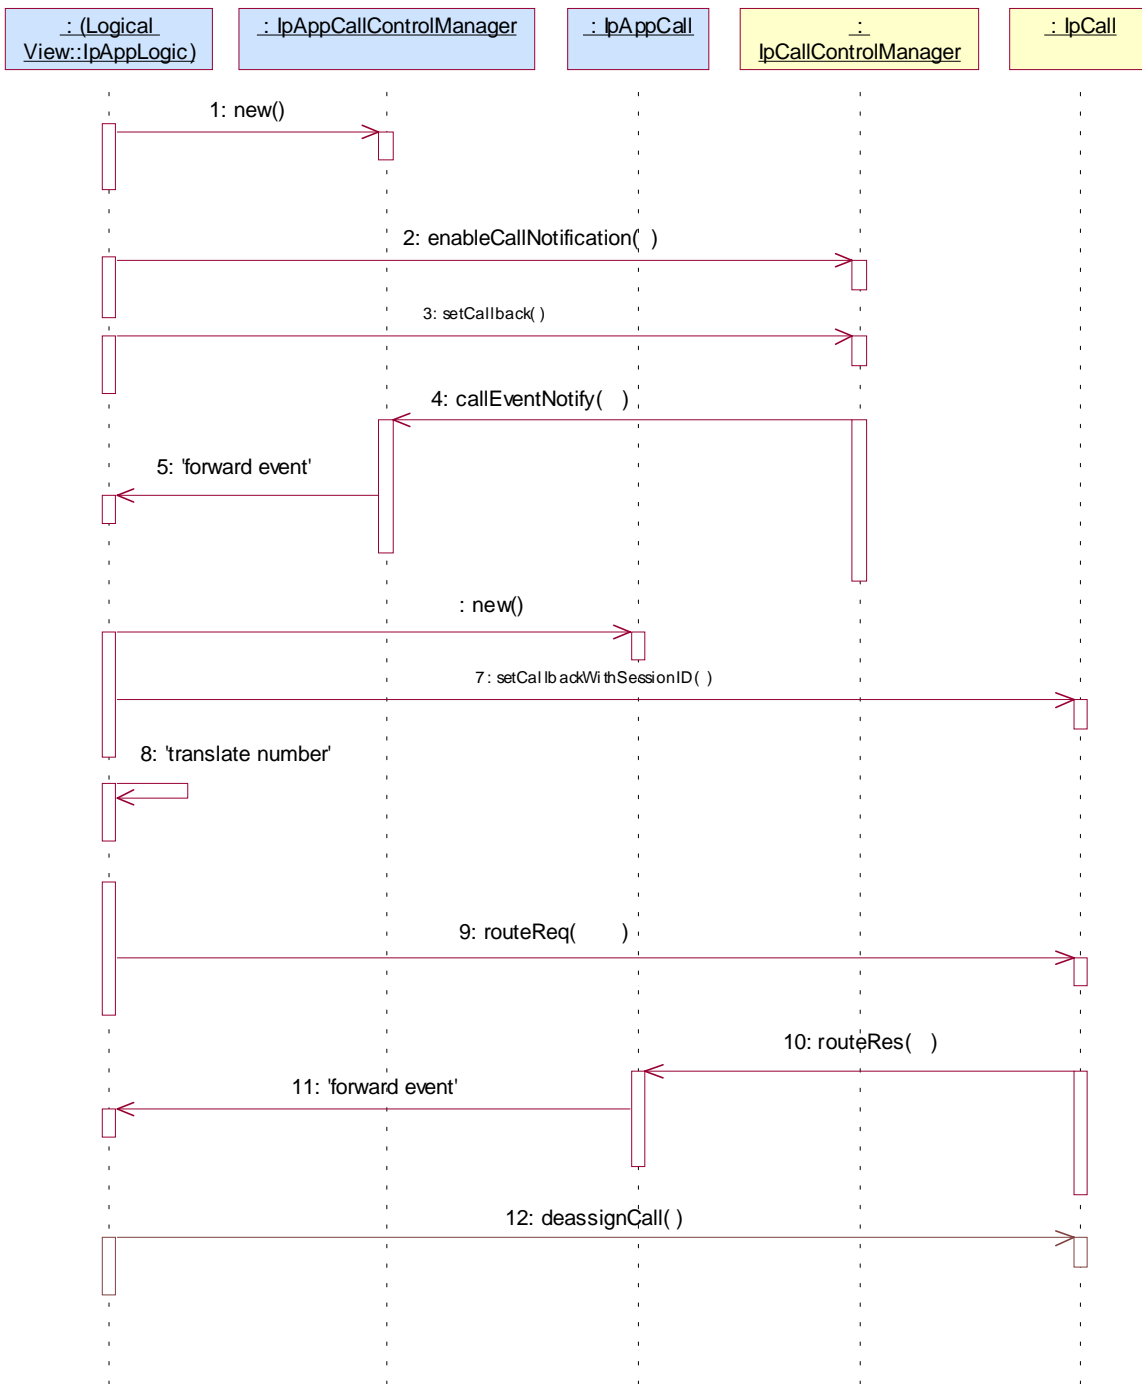 : (Logical
View::IpAppLogic)
: IpAppCallControlManager
: IpAppCall
:
IpCallControlManager
: IpCall
1: new()
2: enableCallNotification( )
3: setCallback( )
4: callEventNotify( )
5: 'forward event'
: new()
7: setCallbackWithSessionID( )
8: 'translate number'
9: routeReq( )
10: routeRes( )
11: 'forward event'
12: deassignCall( )